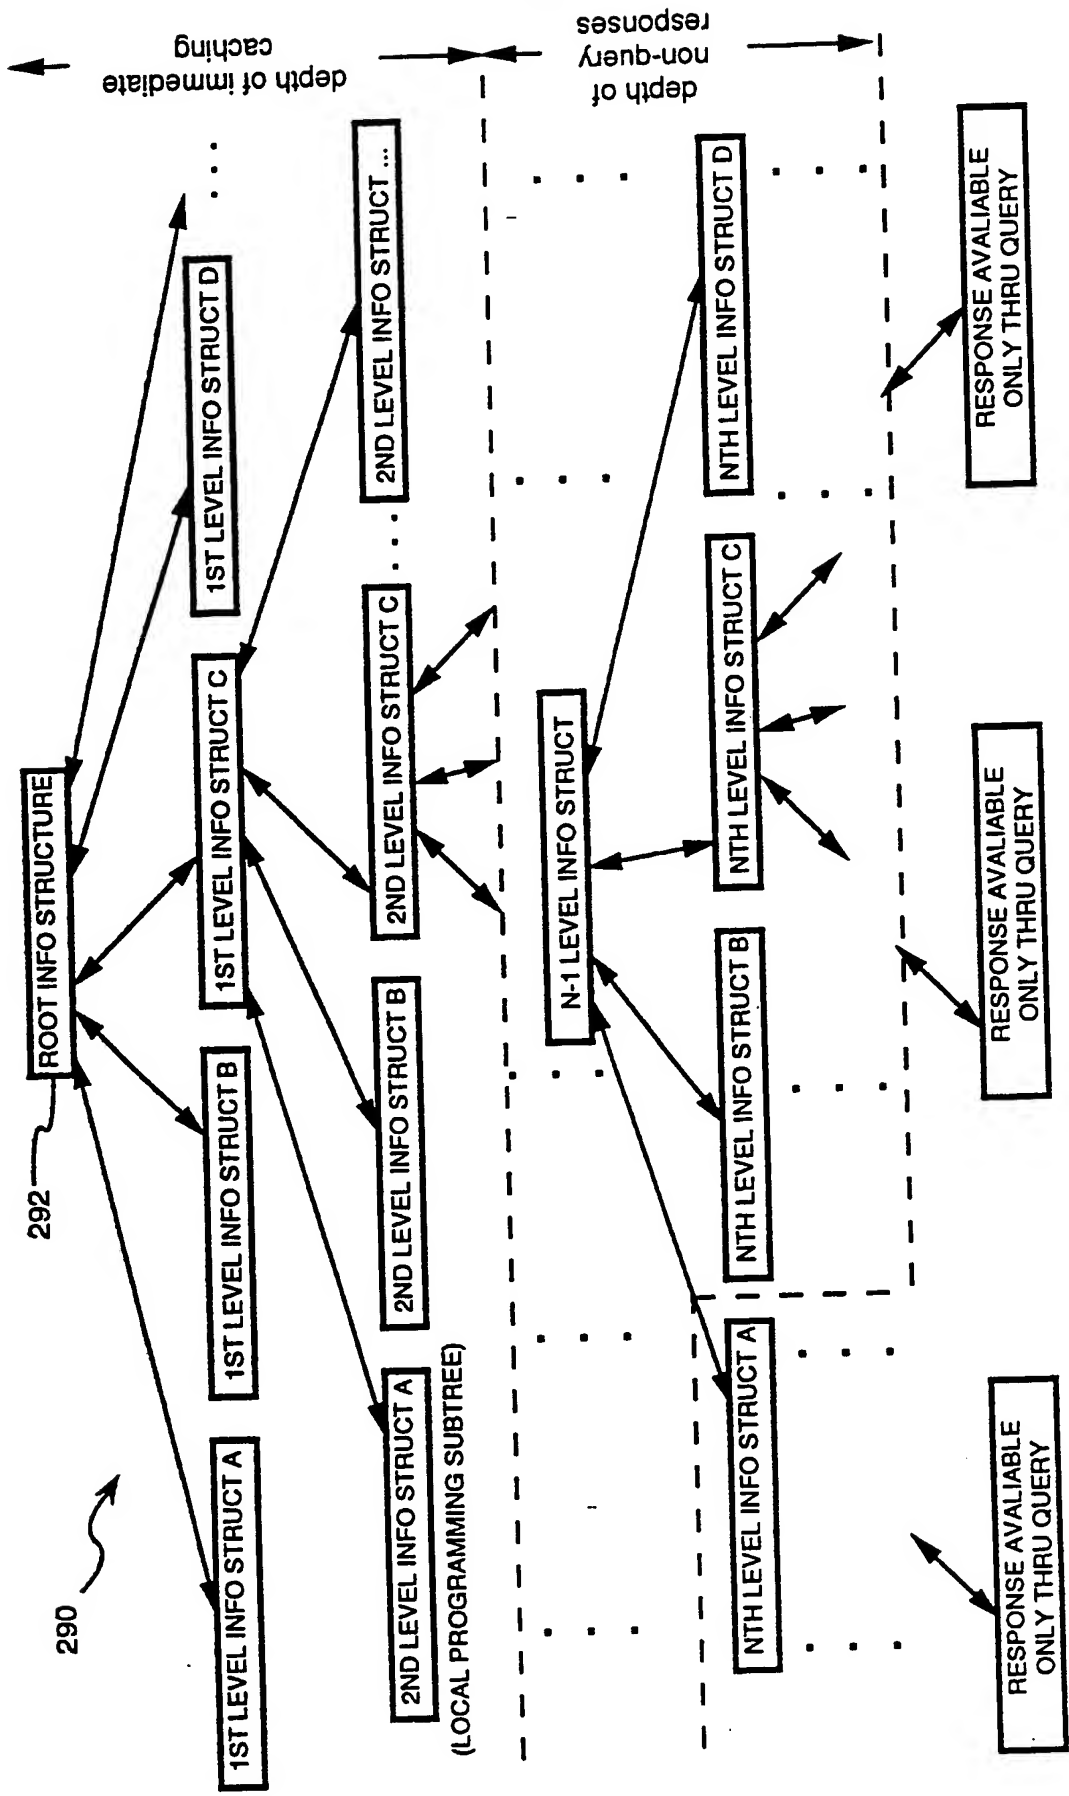 290
292
ROOT INFO STRUCTURE
depth of immediate
caching
1ST LEVEL INFO STRUCT A
1ST LEVEL INFO STRUCT B
1ST LEVEL INFO STRUCT C
1ST LEVEL INFO STRUCT D
. . .
2ND LEVEL INFO STRUCT A
(LOCAL PROGRAMMING SUBTREE)
2ND LEVEL INFO STRUCT B
2ND LEVEL INFO STRUCT C
. . .
2ND LEVEL INFO STRUCT ...
depth of
non-query
responses
N-1 LEVEL INFO STRUCT
NTH LEVEL INFO STRUCT A
NTH LEVEL INFO STRUCT B
NTH LEVEL INFO STRUCT C
NTH LEVEL INFO STRUCT D
RESPONSE AVALIABLE
ONLY THRU QUERY
RESPONSE AVALIABLE
ONLY THRU QUERY
RESPONSE AVALIABLE
ONLY THRU QUERY